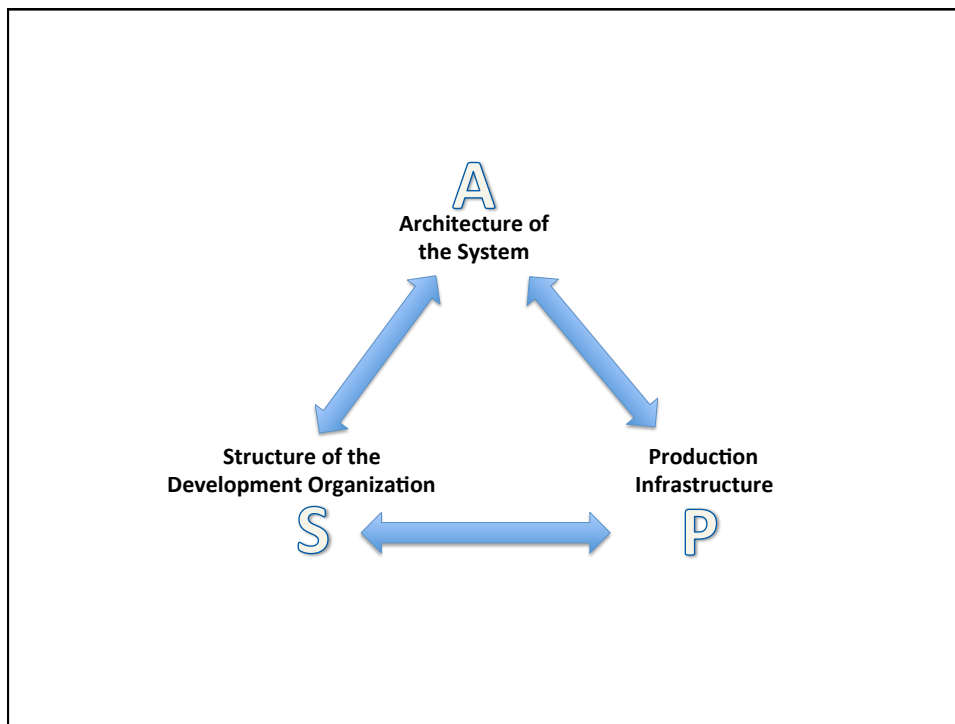 A
Architecture of
the System
Structure of the
Development Organization
S
Production
Infrastructure
P